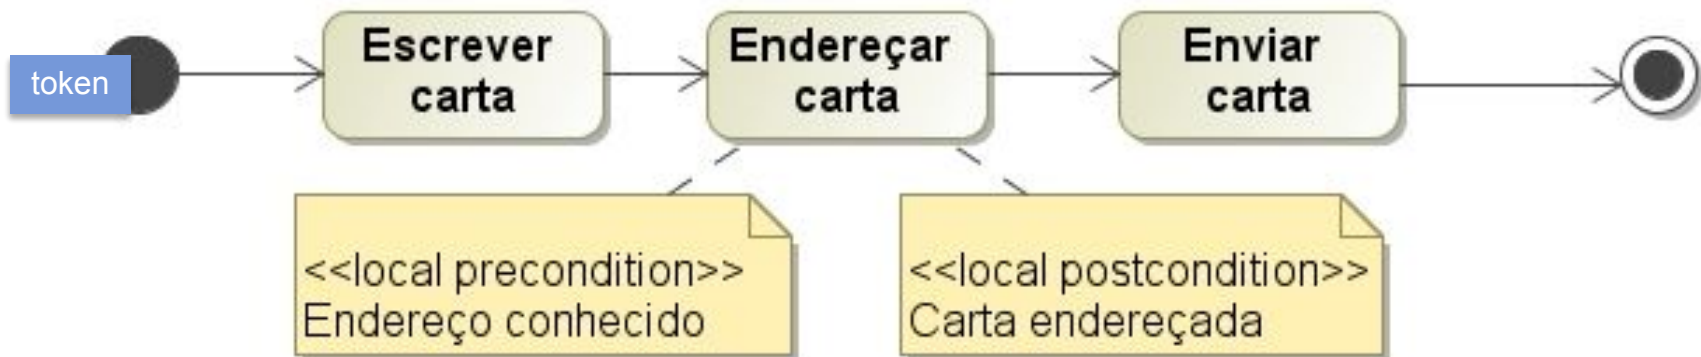 token
Escrever
carta
Endereçar
carta
Enviar
carta
<<local precondition>>
Endereço conhecido
<<local postcondition>>
Carta endereçada